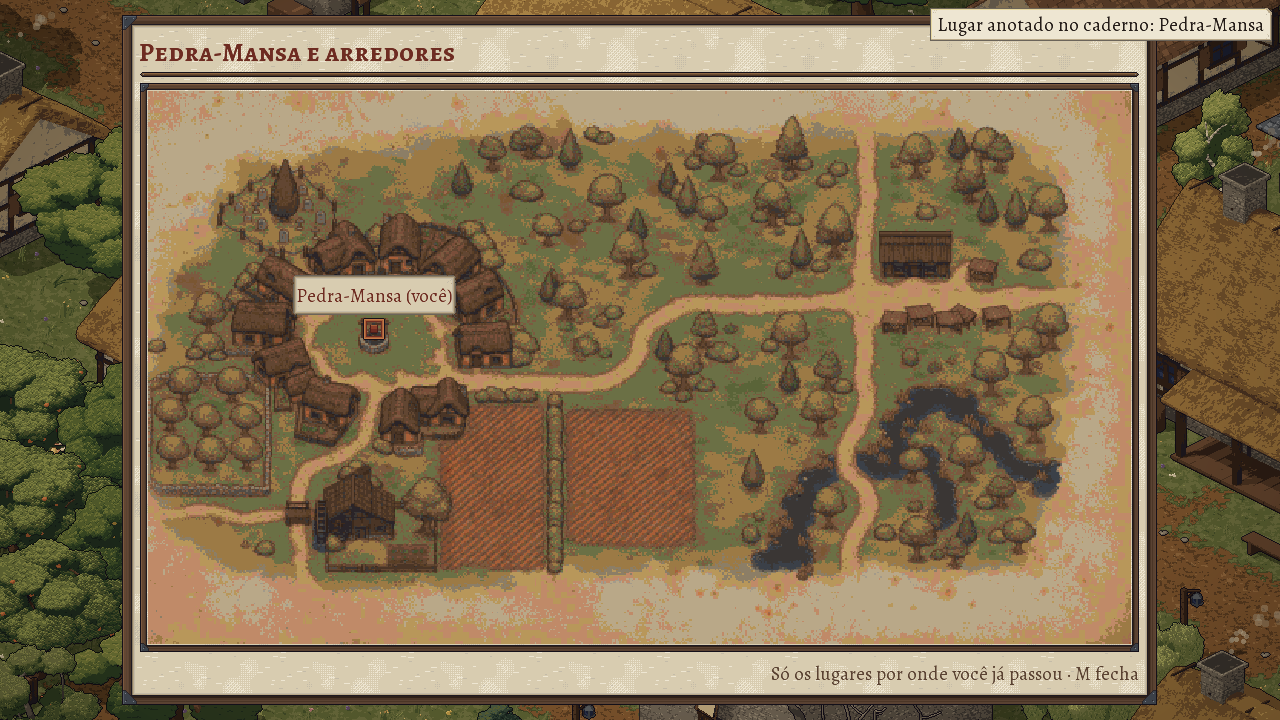 Lugar anotado no caderno: Pedra-Mansa
Pedra-Mansa e arredores
Pedra-Mansa (você)
Só os lugares por onde você já passou · M fecha